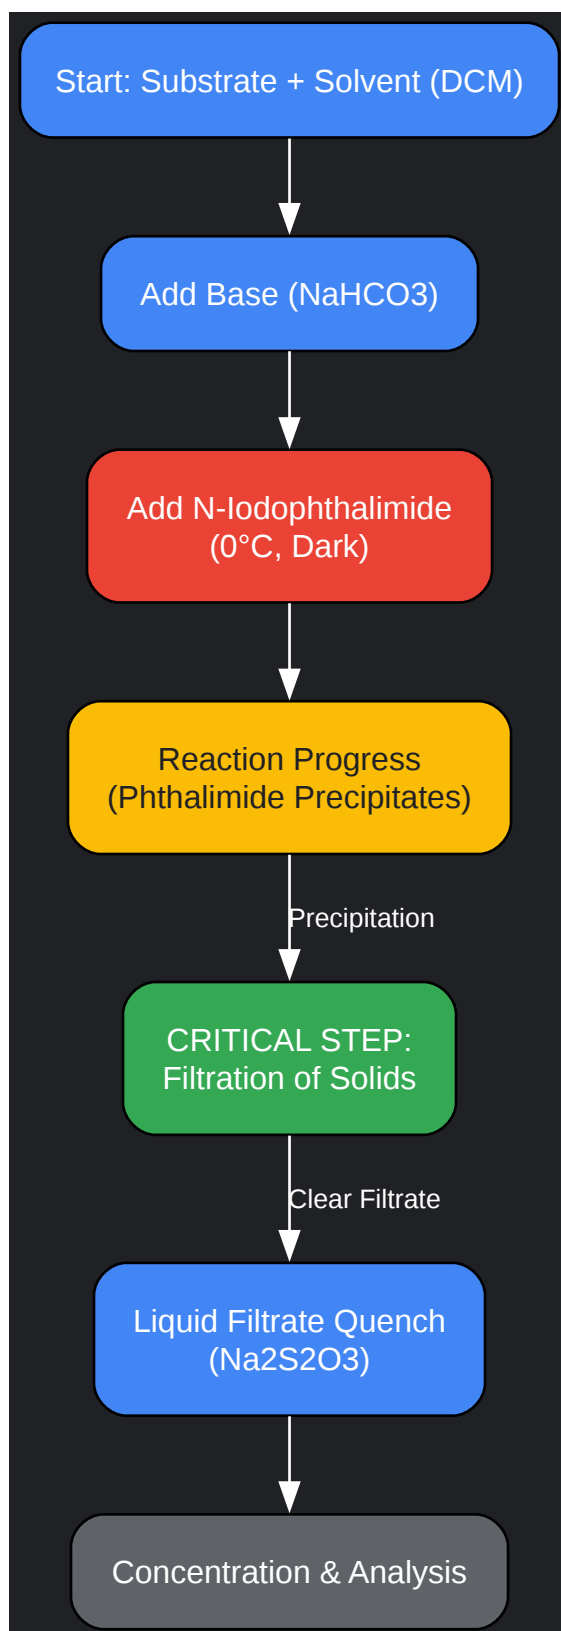 Start: Substrate + Solvent (DCM)
Add Base (NaHCO3)
Add N-Iodophthalimide
(0°C, Dark)
Reaction Progress
(Phthalimide Precipitates)
Precipitation
CRITICAL STEP:
Filtration of Solids
Clear Filtrate
Liquid Filtrate Quench
(Na2S2O3)
Concentration & Analysis